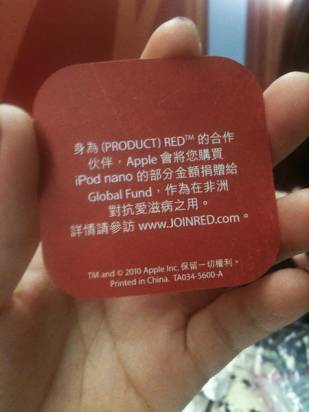 身為 (PRODUCT) RED™ 的合作
伙伴，Apple 會將您購買
iPod nano 的部分金額捐贈給
Global Fund，作為在非洲
對抗愛滋病之用。
詳情請參訪 www.JOINRED.com。
TM and © 2010 Apple Inc. 保留一切權利。
Printed in China. TA034-5600-A